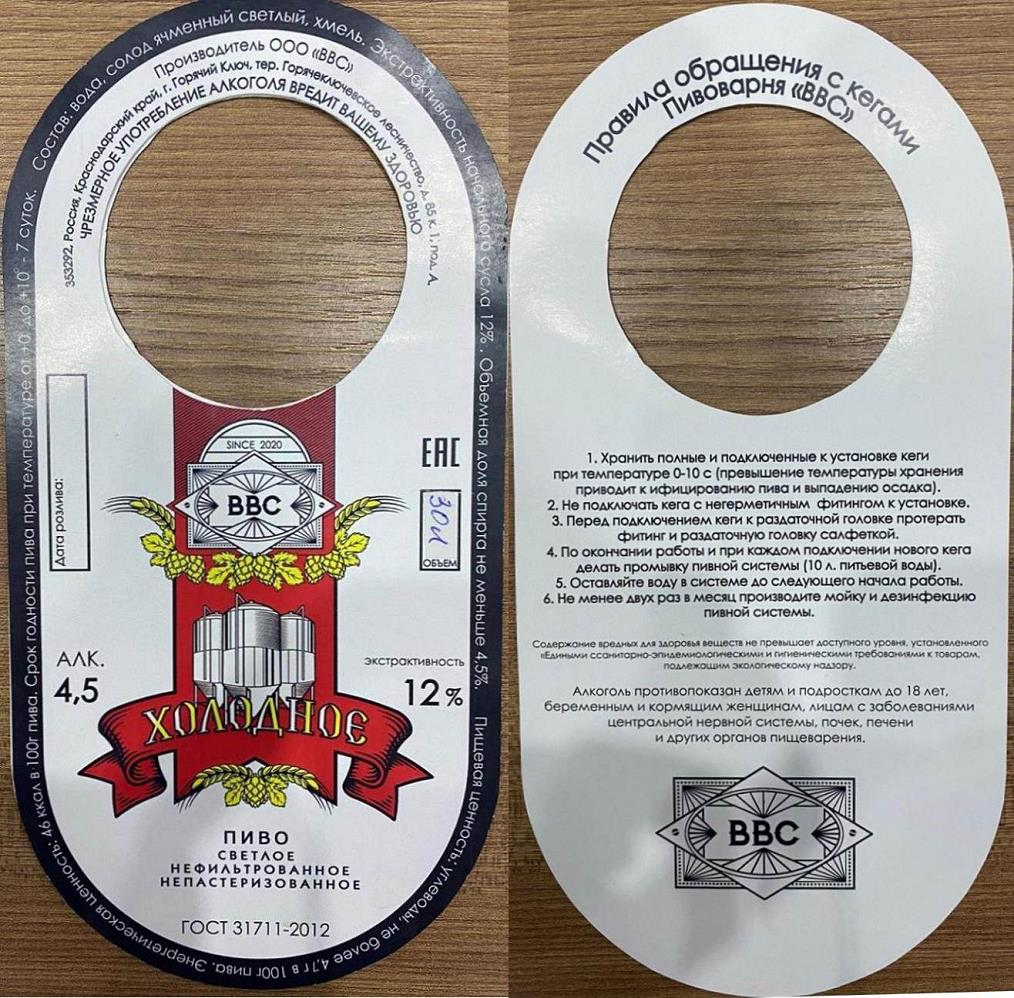 Состав: вода, солод ячменный светлый, хмель. Экстрактивность начального сусла 12% . Объемная доля спирта не меньше 4,5%. Пищевая ценность: углеводы, не более 4,7г в 100г пива. Энергетическая ценность: 46 ккал в 100г пива. Срок годности пива при температуре от +0° до +10° - 7 суток.
Производитель ООО «ВВС»
353292, Россия, Краснодарский край, г. Горячий Ключ, тер. Горячеключевское лесничество, д. 85 к. 1, под. А.
ЧРЕЗМЕРНОЕ УПОТРЕБЛЕНИЕ АЛКОГОЛЯ ВРЕДИТ ВАШЕМУ ЗДОРОВЬЮ
SINCE 2020
ВВС
ЕАС
Дата розлива:
30л
ОБЪЕМ
АЛК.
4,5
ЭКСТРАКТИВНОСТЬ
12 %
ХОЛОДНОЕ
ПИВО
СВЕТЛОЕ
НЕФИЛЬТРОВАННОЕ
НЕПАСТЕРИЗОВАННОЕ
ГОСТ 31711-2012
Правила обращения с кегами
Пивоварня «ВВС»
1. Хранить полные и подключенные к установке кеги
при температуре 0-10 с (превышение температуры хранения
приводит к ифицированию пива и выпадению осадка).
2. Не подключать кега с негерметичным фитингом к установке.
3. Перед подключением кеги к раздаточной головке протерать
фитинг и раздаточную головку салфеткой.
4. По окончании работы и при каждом подключении нового кега
делать промывку пивной системы (10 л. питьевой воды).
5. Оставляйте воду в системе до следующего начала работы.
6. Не менее двух раз в месяц производите мойку и дезинфекцию
пивной системы.
Содержание вредных для здоровья веществ не превышает доступного уровня, установленного
«Едиными ссанитарно-эпидемиологическими и гигиеническими требованиями к товарам,
подлежащим экологическому надзору.
Алкоголь противопоказан детям и подросткам до 18 лет,
беременным и кормящим женщинам, лицам с заболеваниями
центральной нервной системы, почек, печени
и других органов пищеварения.
ВВС